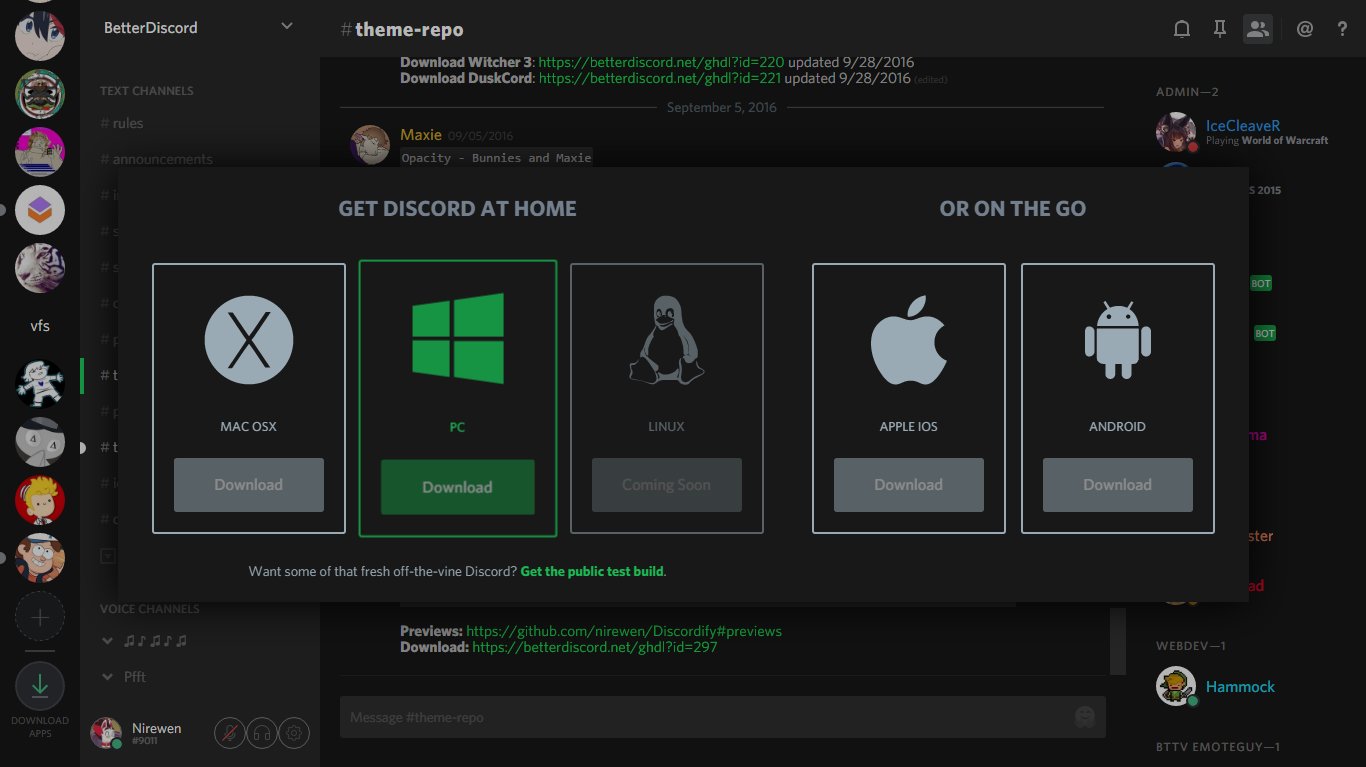 BetterDiscord
#theme-repo
@
?
TEXT CHANNELS
# rules
# announcements
Download Witcher 3: https://betterdiscord.net/ghdl?id=220 updated 9/28/2016
Download DuskCord: https://betterdiscord.net/ghdl?id=221 updated 9/28/2016 (edited)
September 5, 2016
Maxie 09/05/2016
Opacity - Bunnies and Maxie
ADMIN—2
IceCleaveR
Playing World of Warcraft
S 2015
BOT
BOT
ma
ster
ad
GET DISCORD AT HOME
OR ON THE GO
MAC OSX
Download
PC
Download
LINUX
Coming Soon
APPLE IOS
Download
ANDROID
Download
Want some of that fresh off-the-vine Discord? Get the public test build.
vfs
VOICE CHANNELS
♫♪♫♪♫
Pfft
Previews: https://github.com/nirewen/Discordify#previews
Download: https://betterdiscord.net/ghdl?id=297
Message #theme-repo
DOWNLOAD
APPS
Nirewen
#9011
WEBDEV—1
Hammock
BTTV EMOTEGUY—1